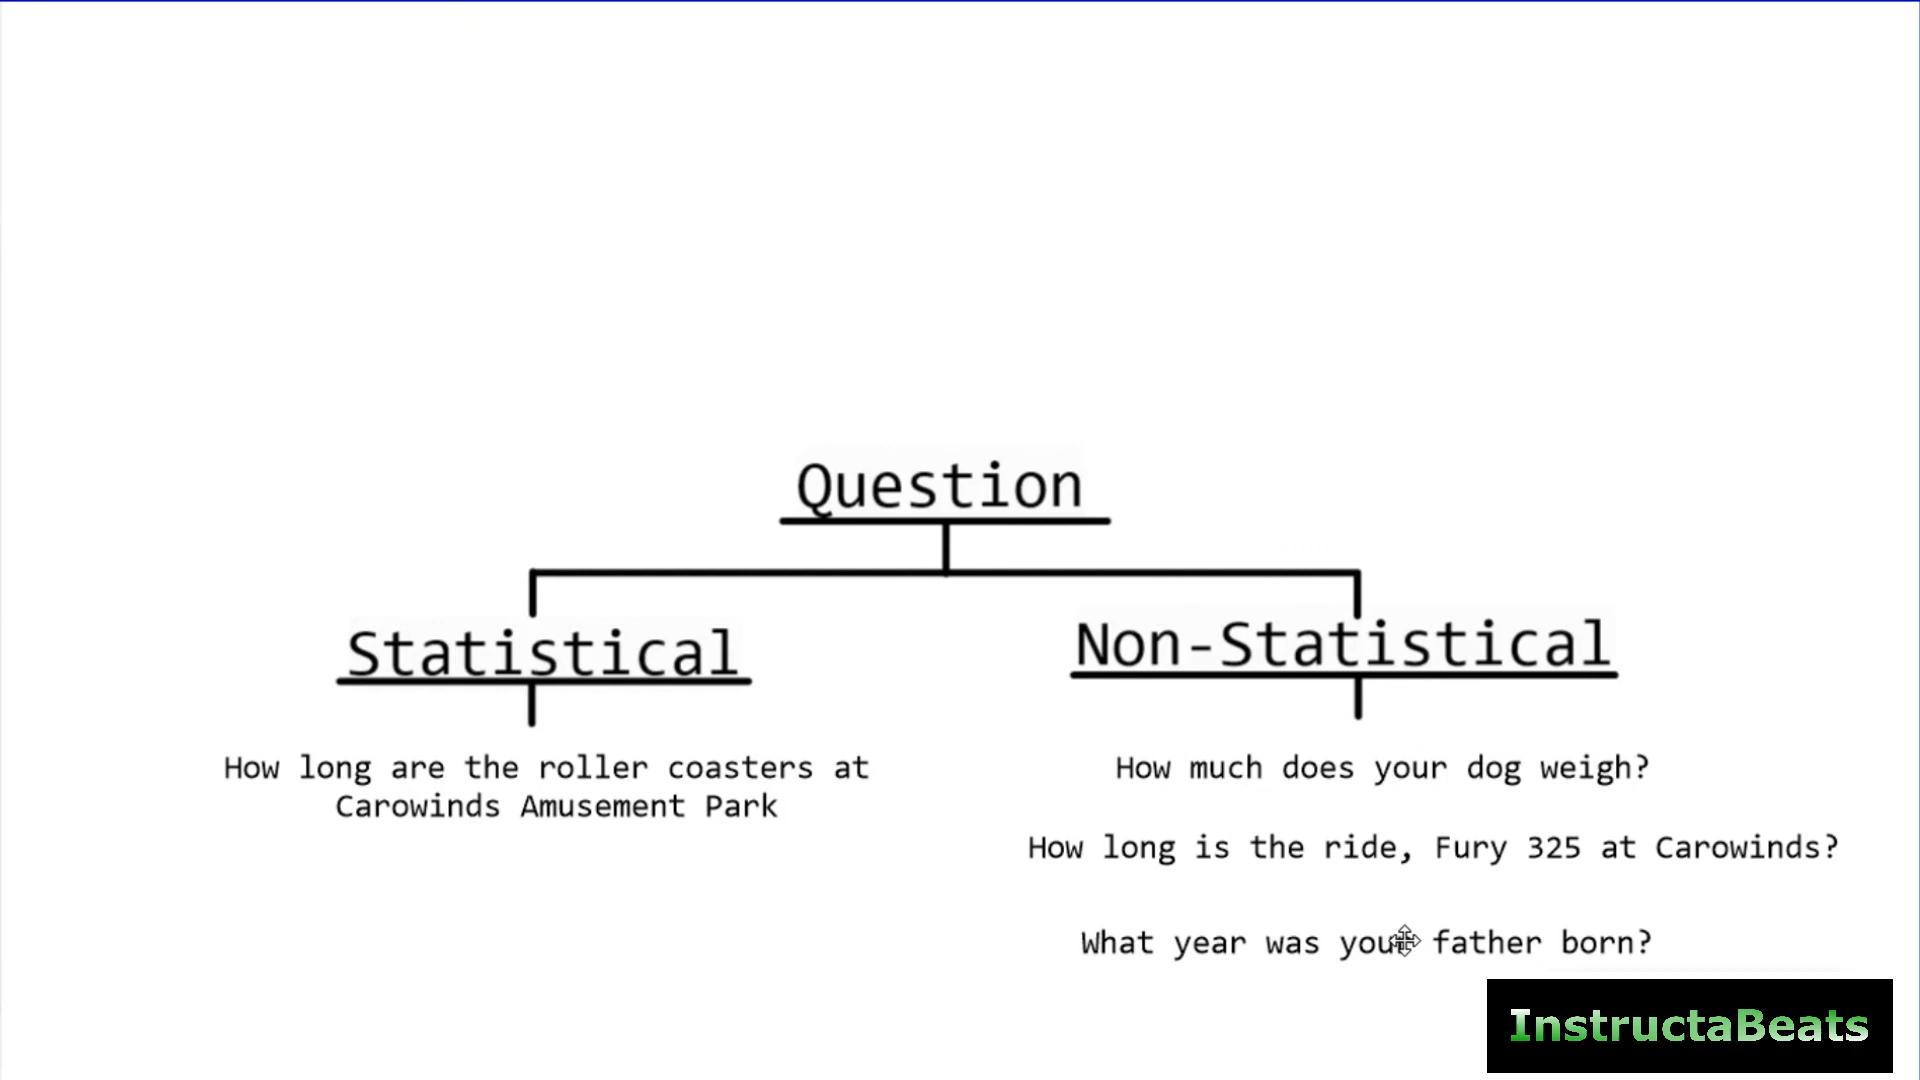 Question
Statistical
Non-Statistical
How long are the roller coasters at
Carowinds Amusement Park
How much does your dog weigh?
How long is the ride, Fury 325 at Carowinds?
What year was your father born?
InstructaBeats